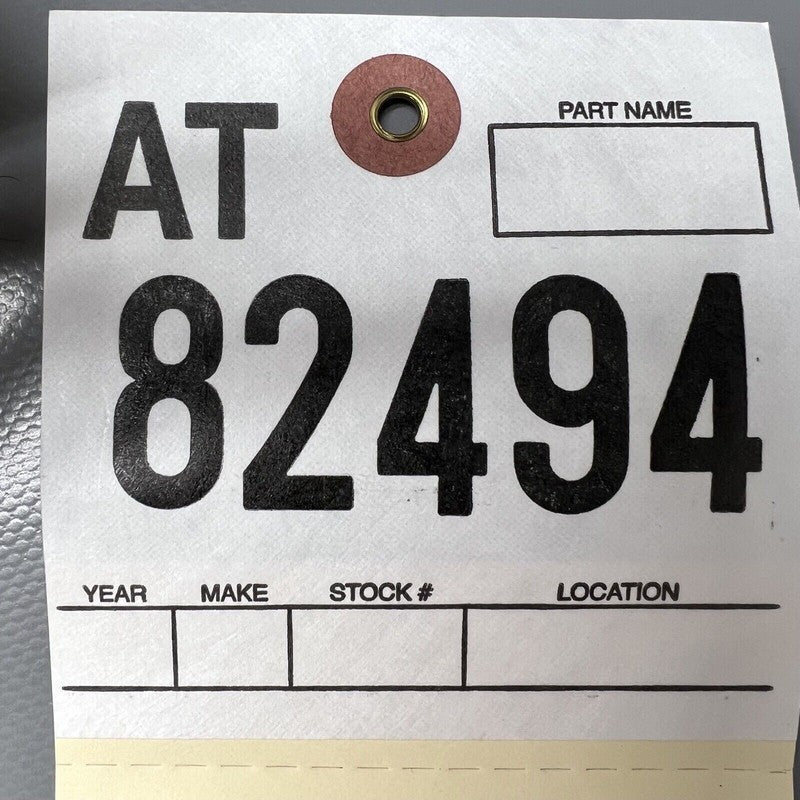 AT
PART NAME
82494
YEAR MAKE STOCK # LOCATION